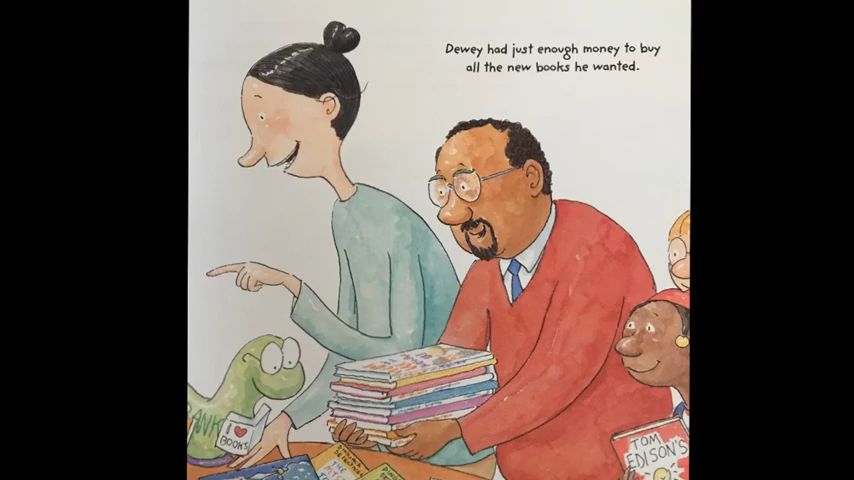 Dewey had just enough money to buy
all the new books he wanted.
BANK
I ❤ BOOKS
TOM
EDISON'S